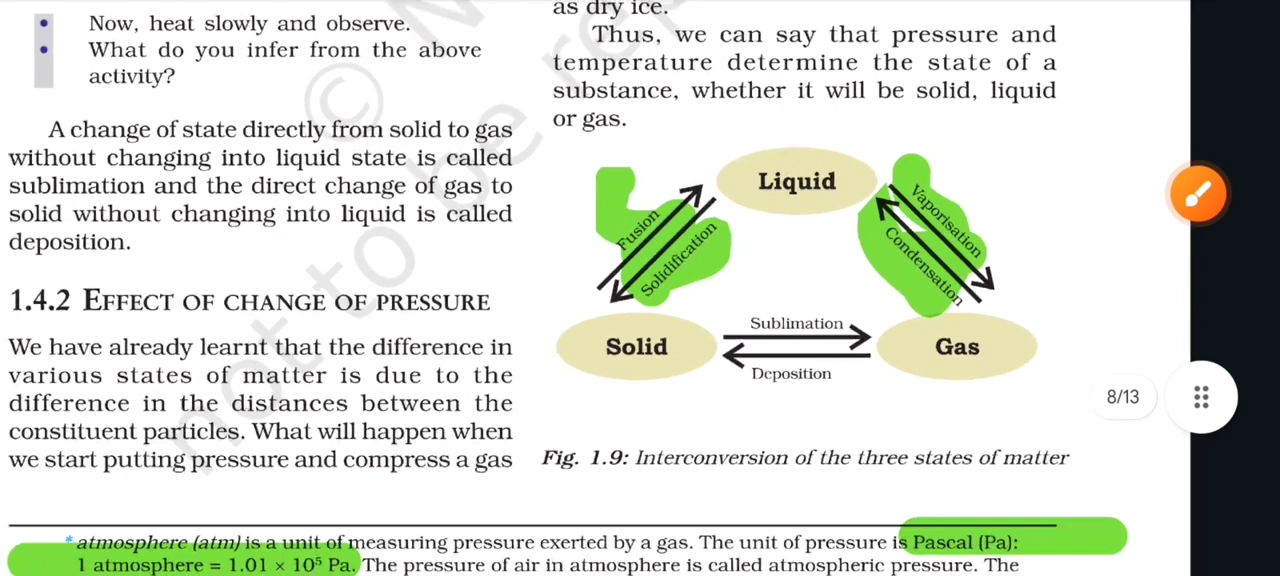 • Now, heat slowly and observe.
• What do you infer from the above
activity?
A change of state directly from solid to gas
without changing into liquid state is called
sublimation and the direct change of gas to
solid without changing into liquid is called
deposition.
1.4.2 EFFECT OF CHANGE OF PRESSURE
We have already learnt that the difference in
various states of matter is due to the
difference in the distances between the
constituent particles. What will happen when
we start putting pressure and compress a gas
as dry ice.
Thus, we can say that pressure and
temperature determine the state of a
substance, whether it will be solid, liquid
or gas.
Liquid
Fusion
Solidification
Vaporisation
Condensation
Solid
Sublimation
Deposition
Gas
Fig. 1.9: Interconversion of the three states of matter
* atmosphere (atm) is a unit of measuring pressure exerted by a gas. The unit of pressure is Pascal (Pa):
1 atmosphere = 1.01 × 10⁵ Pa. The pressure of air in atmosphere is called atmospheric pressure. The
8/13
©
not to be re